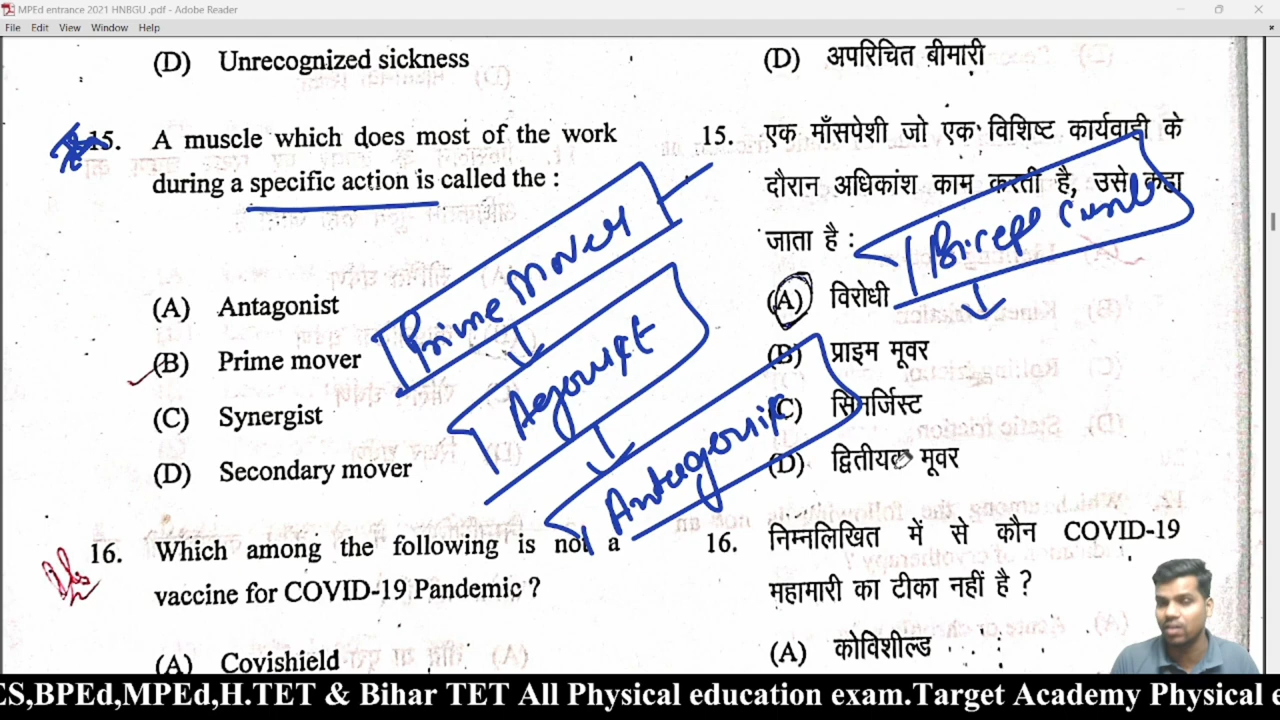 MPEd entrance 2021 HNBGU .pdf - Adobe Reader
File Edit View Window Help
(D) Unrecognized sickness
15. A muscle which does most of the work
during a specific action is called the :
(A) Antagonist
(B) Prime mover
(C) Synergist
(D) Secondary mover
16. Which among the following is not a
vaccine for COVID-19 Pandemic ?
(A) Covishield
Prime Mover
Agonist
Antagonist
(D) अपरिचित बीमारी
15. एक माँसपेशी जो एक विशिष्ट कार्यवाही के
दौरान अधिकांश काम करती है, उसे कहा
जाता है :
(A) विरोधी
(B) प्राइम मूवर
(C) सिनर्जिस्ट
(D) द्वितीयक मूवर
16. निम्नलिखित में से कौन COVID-19
महामारी का टीका नहीं है ?
(A) कोविशील्ड
Bicep curl
ES,BPEd,MPEd,H.TET & Bihar TET All Physical education exam.Target Academy Physical e